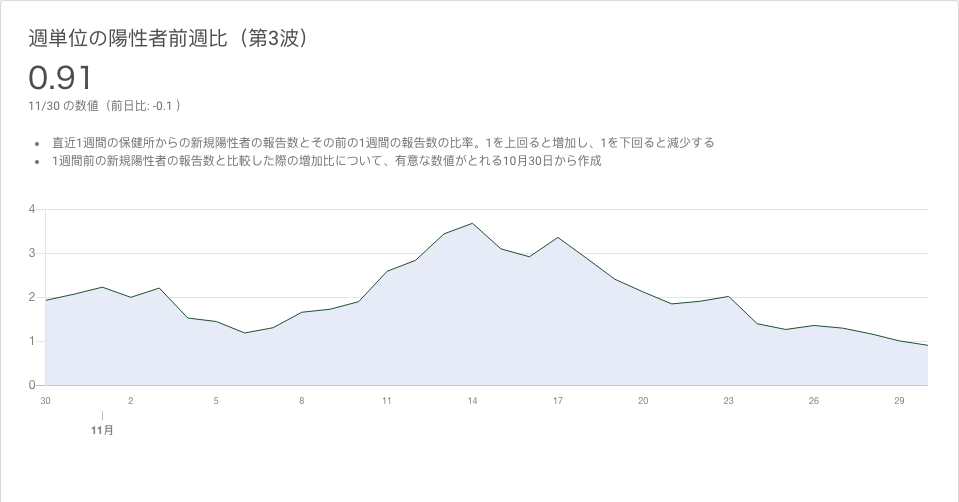 週単位の陽性者前週比（第3波）
0.91
11/30 の数値（前日比: -0.1 ）
• 直近1週間の保健所からの新規陽性者の報告数とその前の1週間の報告数の比率。1を上回ると増加し、1を下回ると減少する
• 1週間前の新規陽性者の報告数と比較した際の増加比について、有意な数値がとれる10月30日から作成
4
3
2
1
0
30 2 5 8 11 14 17 20 23 26 29
11月